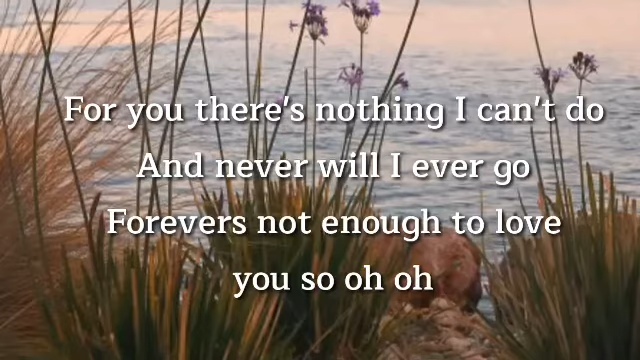 For you there's nothing I can't do
And never will I ever go
Forevers not enough to love
you so oh oh